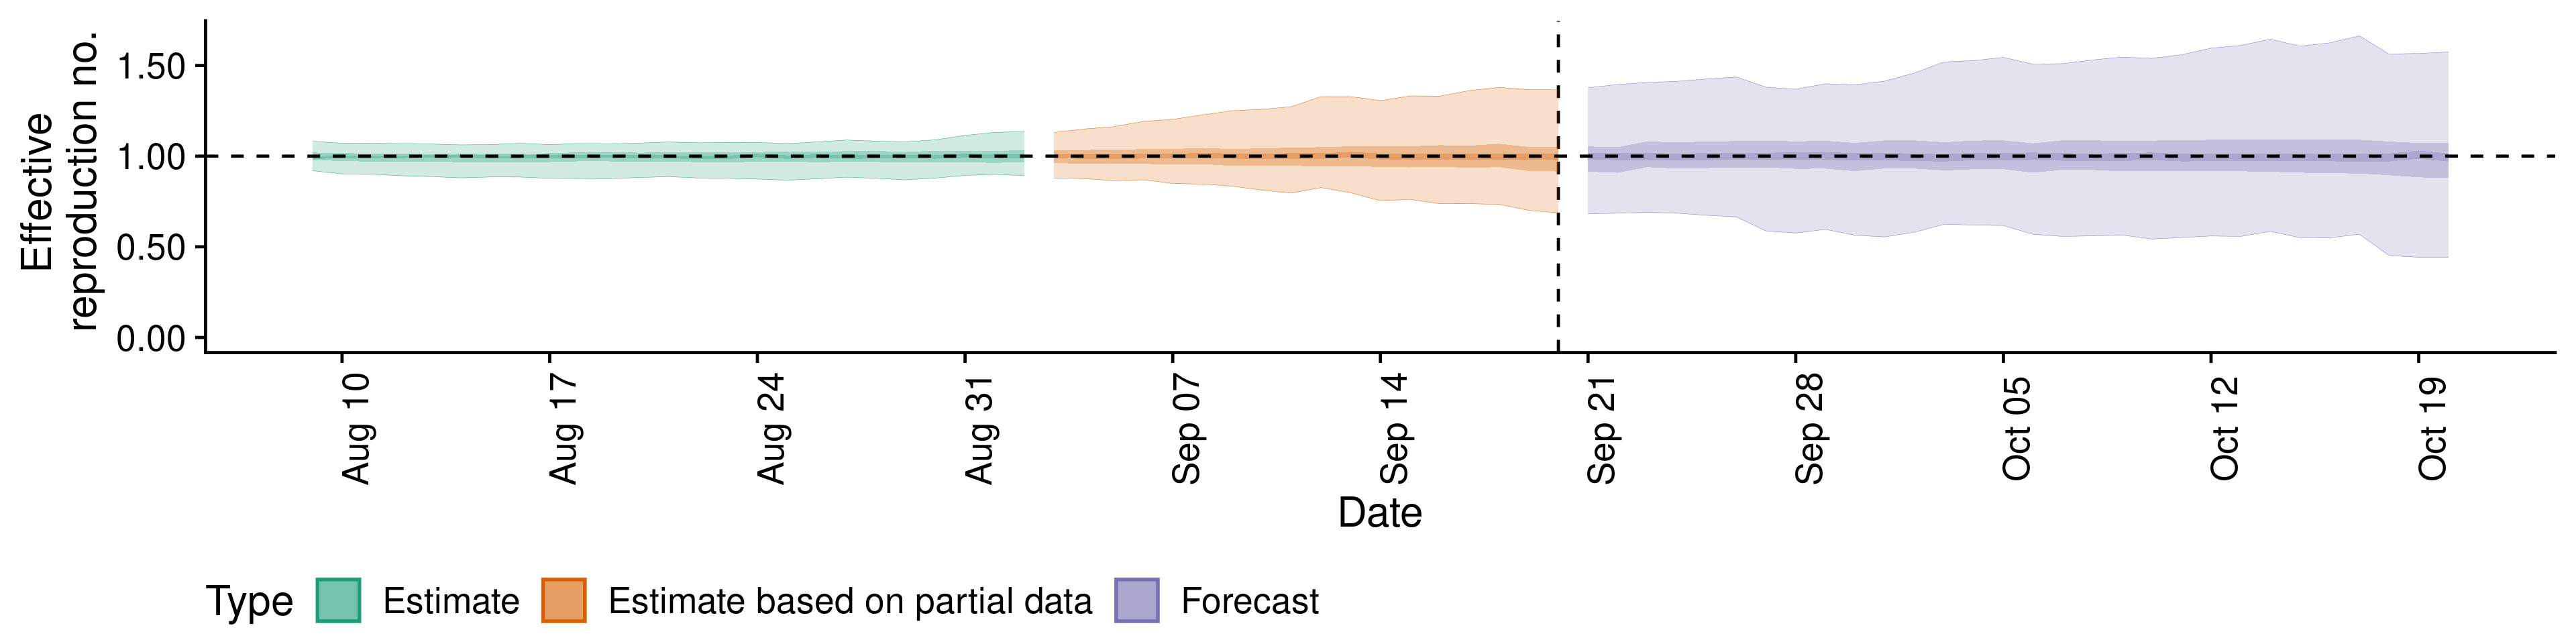 Effective
reproduction no.
1.50
1.00
0.50
0.00
Aug 10
Aug 17
Aug 24
Aug 31
Sep 07
Sep 14
Sep 21
Sep 28
Oct 05
Oct 12
Oct 19
Date
Type Estimate Estimate based on partial data Forecast